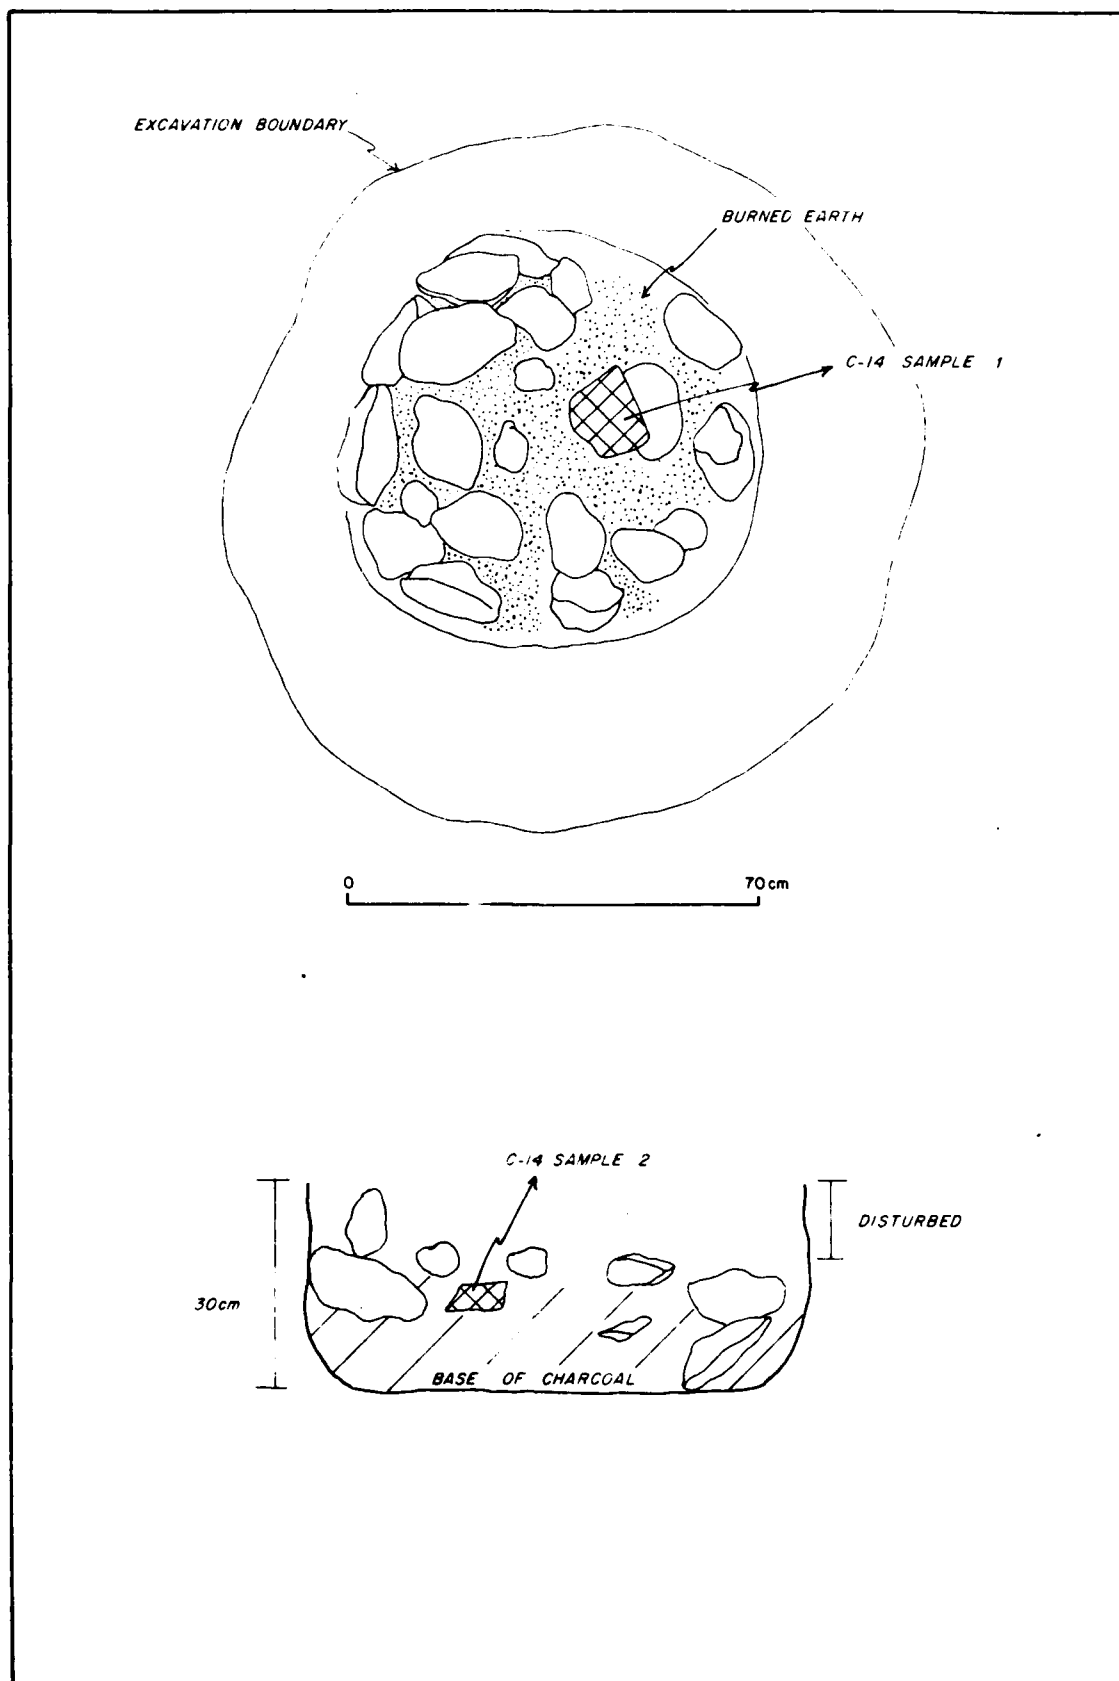 EXCAVATION BOUNDARY
BURNED EARTH
C-14 SAMPLE 1
0 70cm
C-14 SAMPLE 2
DISTURBED
30cm
BASE OF CHARCOAL